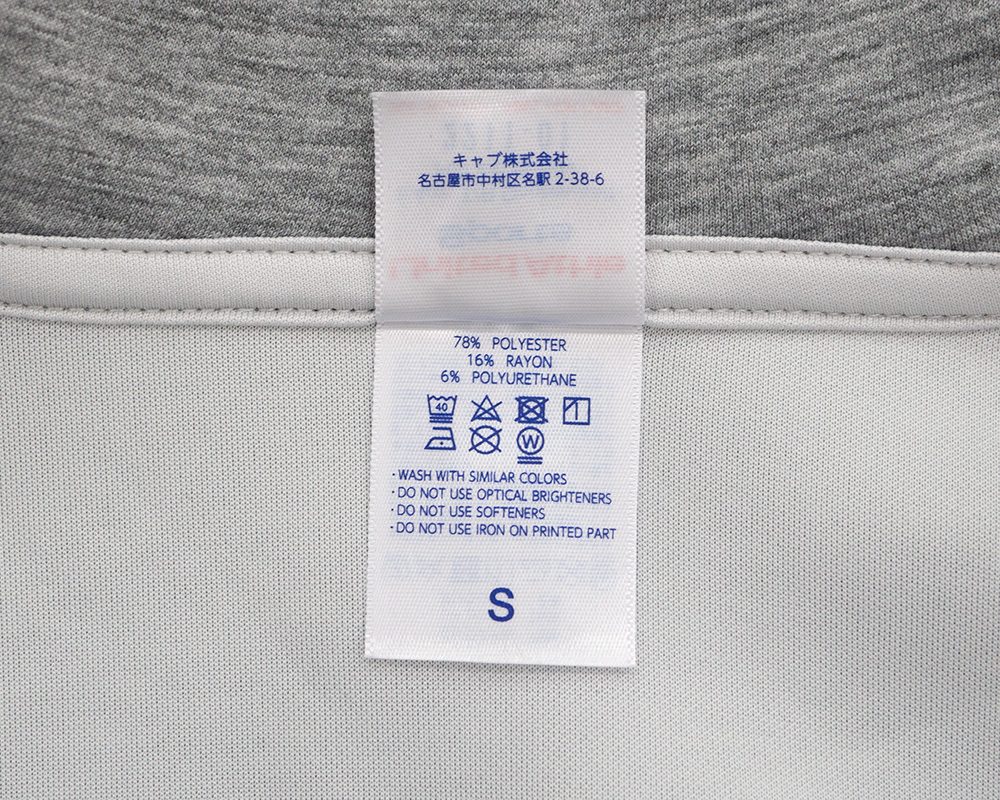 キャブ株式会社
名古屋市中村区名駅 2-38-6
78% POLYESTER
16% RAYON
6% POLYURETHANE
40
W
・WASH WITH SIMILAR COLORS
・DO NOT USE OPTICAL BRIGHTENERS
・DO NOT USE SOFTENERS
・DO NOT USE IRON ON PRINTED PART
S